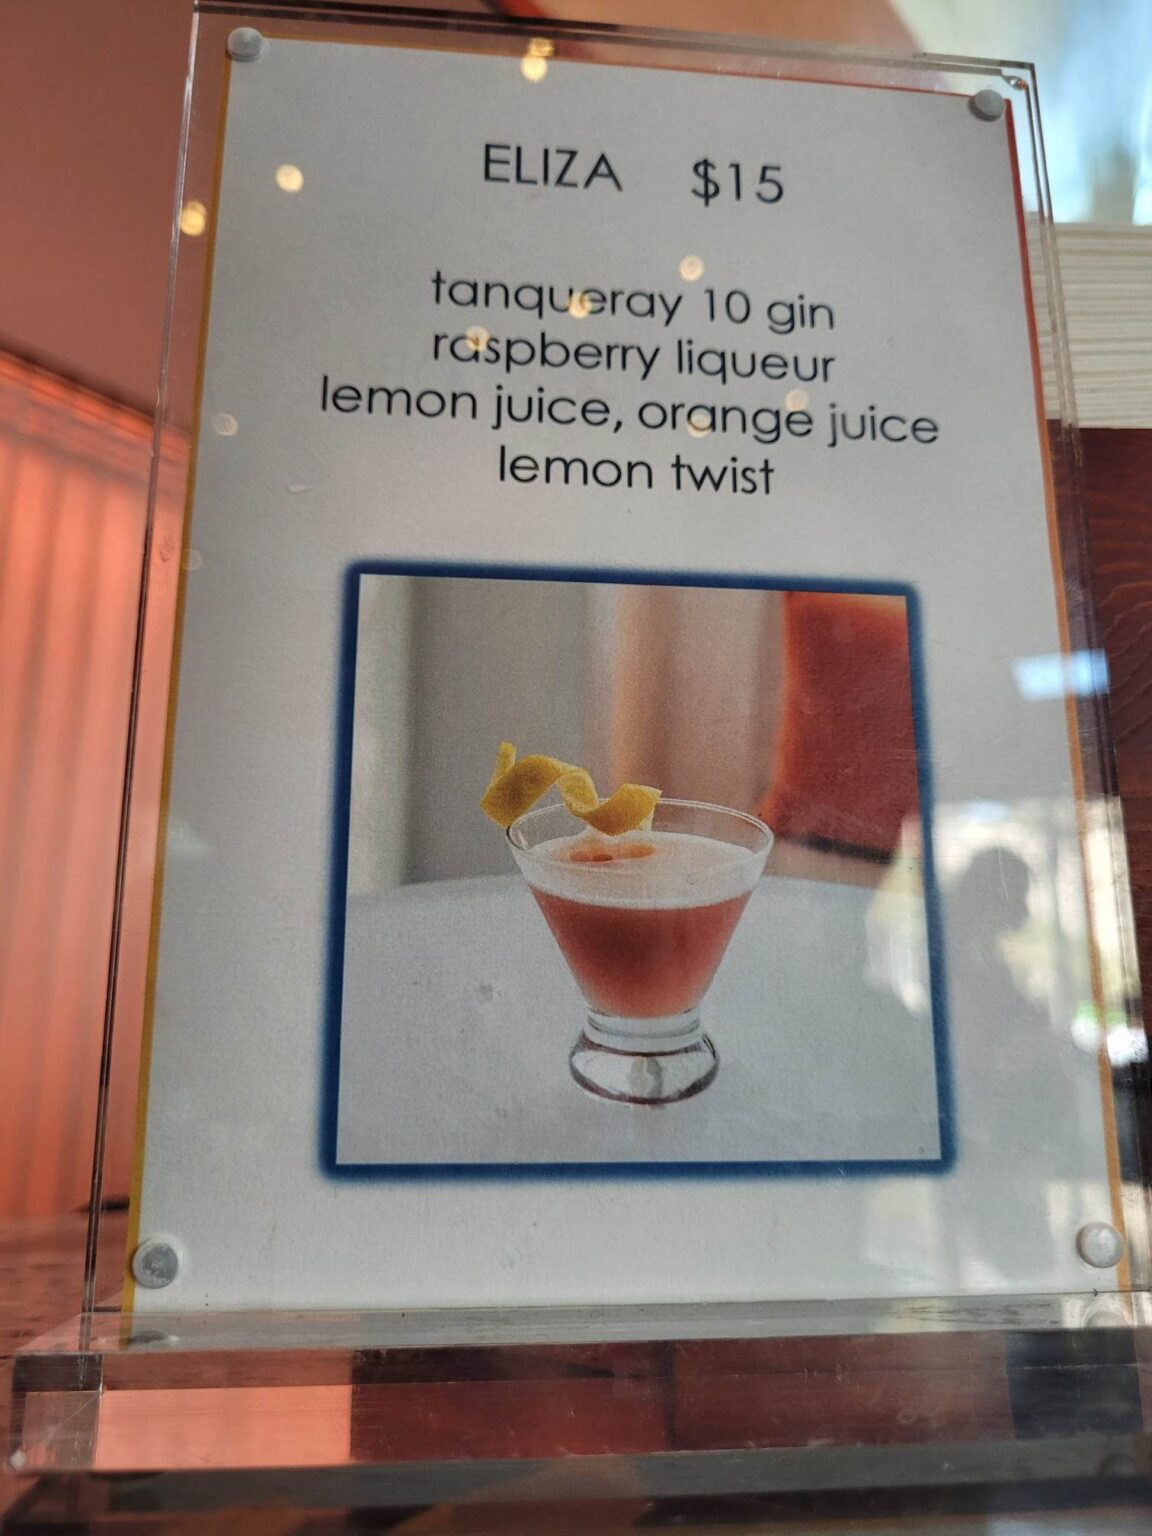 ELIZA $15
tanqueray 10 gin
raspberry liqueur
lemon juice, orange juice
lemon twist